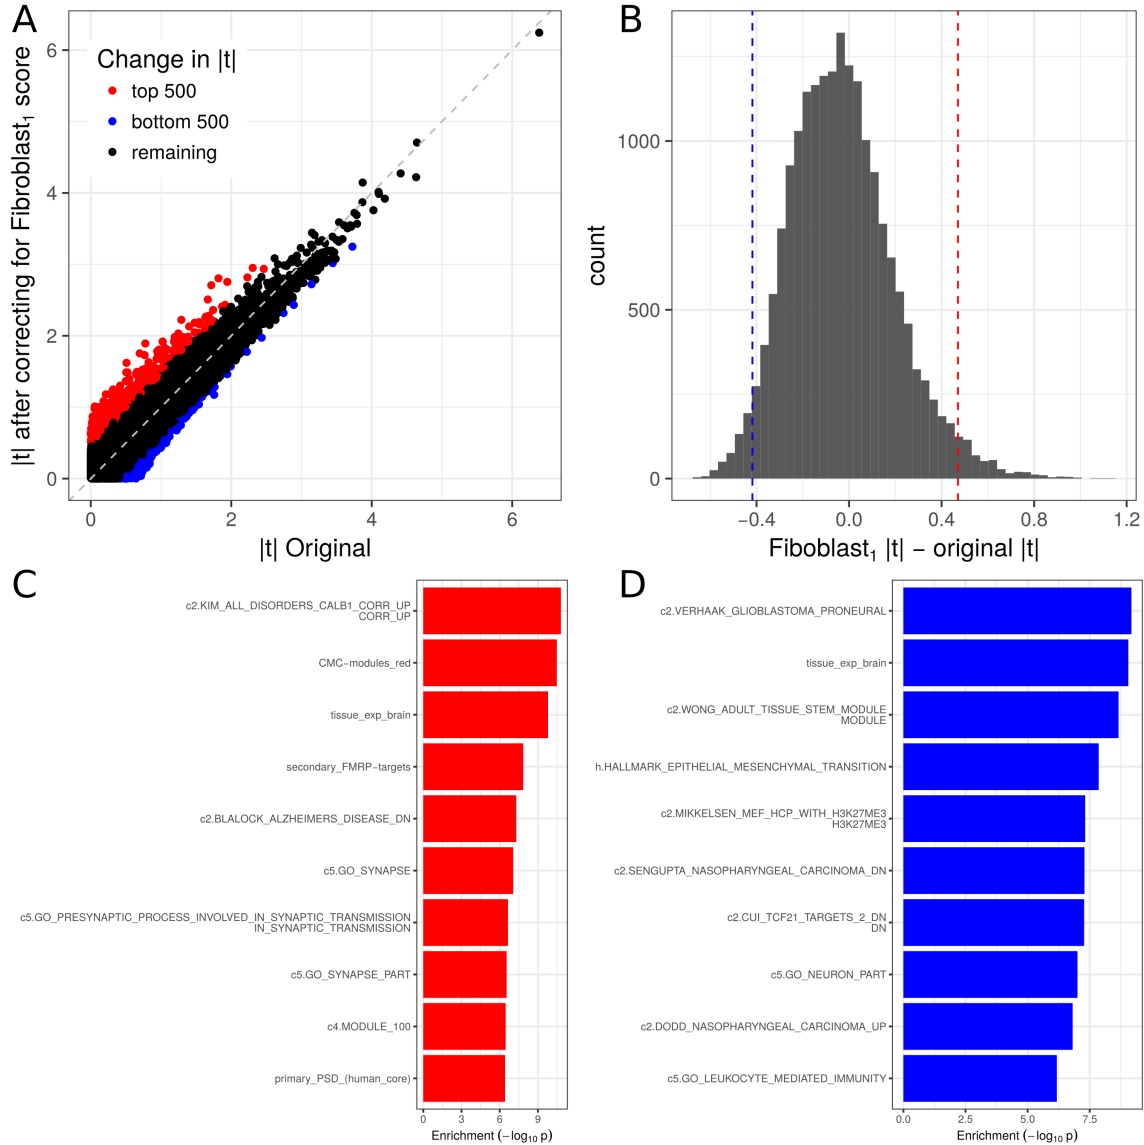 A
|t| after correcting for Fibroblast₁ score
6
4
2
0
Change in |t|
top 500
bottom 500
remaining
0 2 4 6
|t| Original
B
count
1000
500
0
−0.4 0.0 0.4 0.8 1.2
Fiboblast₁ |t| − original |t|
C
c2.KIM_ALL_DISORDERS_CALB1_CORR_UP
CORR_UP
CMC−modules_red
tissue_exp_brain
secondary_FMRP−targets
c2.BLALOCK_ALZHEIMERS_DISEASE_DN
c5.GO_SYNAPSE
c5.GO_PRESYNAPTIC_PROCESS_INVOLVED_IN_SYNAPTIC_TRANSMISSION
IN_SYNAPTIC_TRANSMISSION
c5.GO_SYNAPSE_PART
c4.MODULE_100
primary_PSD_(human_core)
0 3 6 9
Enrichment (−log₁₀ p)
D
c2.VERHAAK_GLIOBLASTOMA_PRONEURAL
tissue_exp_brain
c2.WONG_ADULT_TISSUE_STEM_MODULE
MODULE
h.HALLMARK_EPITHELIAL_MESENCHYMAL_TRANSITION
c2.MIKKELSEN_MEF_HCP_WITH_H3K27ME3
H3K27ME3
c2.SENGUPTA_NASOPHARYNGEAL_CARCINOMA_DN
c2.CUI_TCF21_TARGETS_2_DN
DN
c5.GO_NEURON_PART
c2.DODD_NASOPHARYNGEAL_CARCINOMA_UP
c5.GO_LEUKOCYTE_MEDIATED_IMMUNITY
0.0 2.5 5.0 7.5
Enrichment (−log₁₀ p)